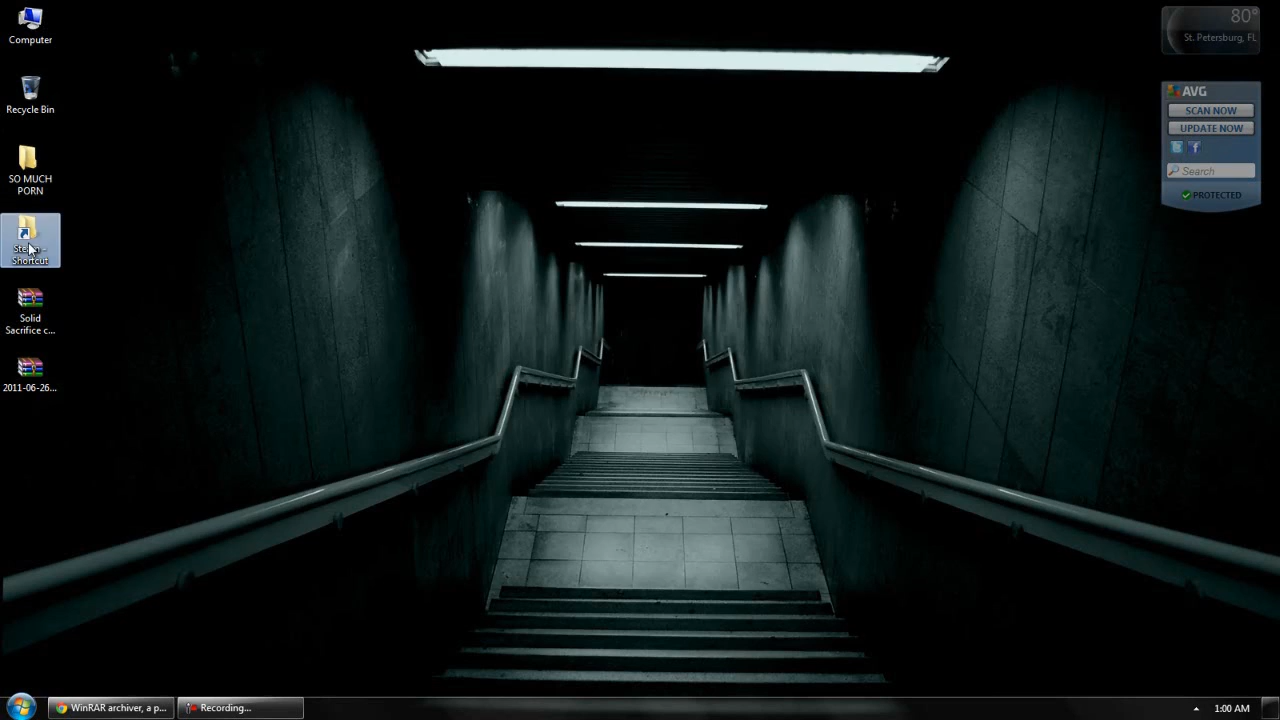 Computer
Recycle Bin
SO MUCH
PORN
Shortcut
Solid
Sacrifice c...
2011-06-26...
80°
St. Petersburg, FL
AVG
SCAN NOW
UPDATE NOW
Search
PROTECTED
WinRAR archiver, a p...
Recording...
1:00 AM